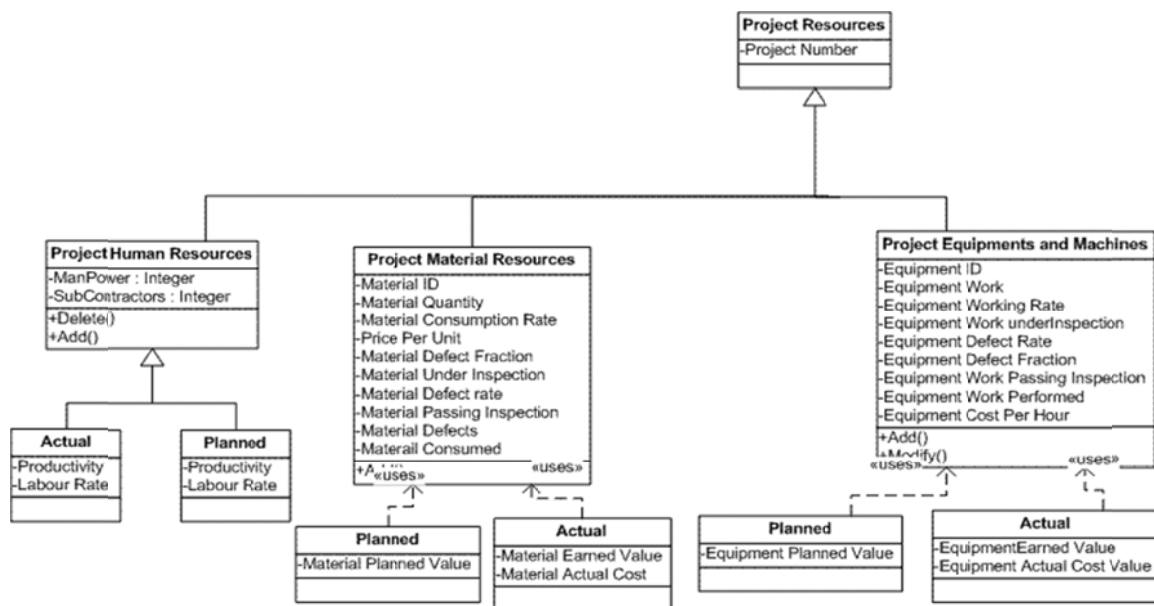 Project Resources
-Project Number
Project Human Resources
-ManPower : Integer
-SubContractors : Integer
+Delete()
+Add()
Actual
-Productivity
-Labour Rate
Planned
-Productivity
-Labour Rate
Project Material Resources
-Material ID
-Material Quantity
-Material Consumption Rate
-Price Per Unit
-Material Defect Fraction
-Material Under Inspection
-Material Defect rate
-Material Passing Inspection
-Material Defects
-Materail Consumed
«uses»
«uses»
Planned
-Material Planned Value
Actual
-Material Earned Value
-Material Actual Cost
Project Equipments and Machines
-Equipment ID
-Equipment Work
-Equipment Working Rate
-Equipment Work underInspection
-Equipment Defect Rate
-Equipment Defect Fraction
-Equipment Work Passing Inspection
-Equipment Work Performed
-Equipment Cost Per Hour
+Add()
+Modify()
«uses»
«uses»
Planned
-Equipment Planned Value
Actual
-EquipmentEarned Value
-Equipment Actual Cost Value